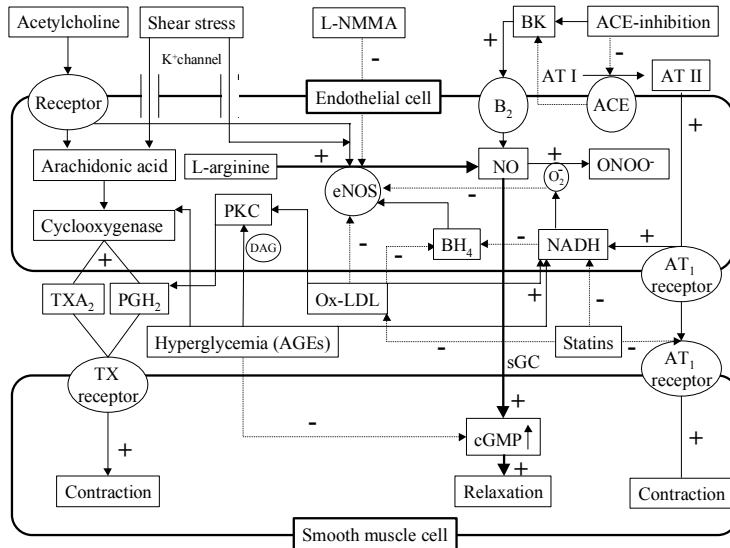 Acetylcholine
Shear stress
L-NMMA
BK
ACE-inhibition
K⁺channel
-
+
-
AT I
AT II
Receptor
Endothelial cell
B₂
ACE
+
Arachidonic acid
L-arginine
+
NO
+
ONOO⁻
O₂⁻
eNOS
-
Cyclooxygenase
PKC
DAG
-
-
BH₄
-
NADH
+
+
TXA₂
PGH₂
Ox-LDL
+
-
AT₁
receptor
Hyperglycemia (AGEs)
-
Statins
-
sGC
TX
receptor
AT₁
receptor
-
+
cGMP
+
+
+
Contraction
Relaxation
Contraction
Smooth muscle cell